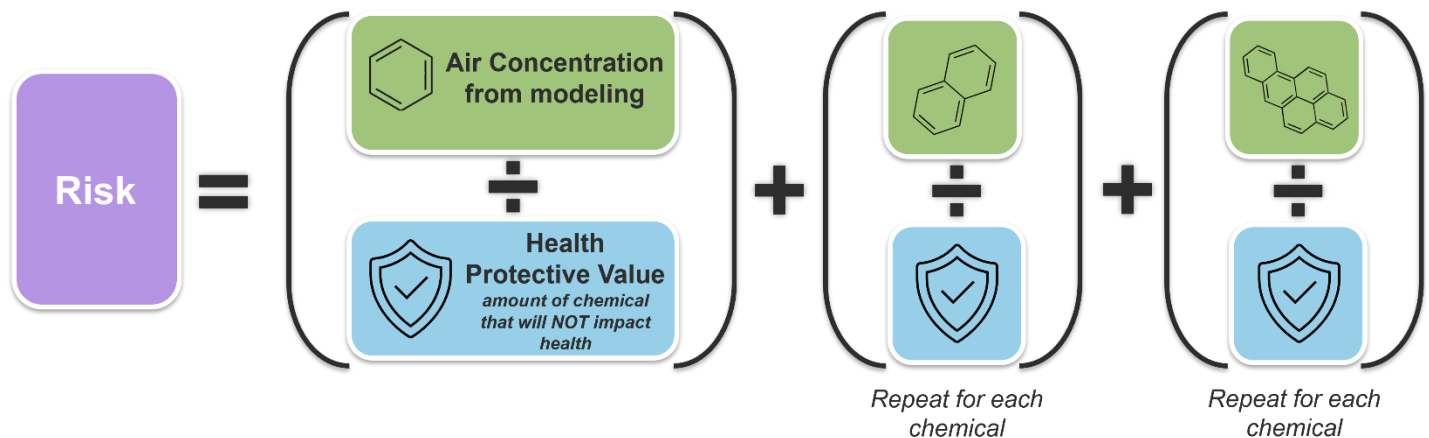 Risk
=
Air Concentration
from modeling
÷
Health
Protective Value
amount of chemical
that will NOT impact
health
+
÷
Repeat for each
chemical
+
÷
Repeat for each
chemical